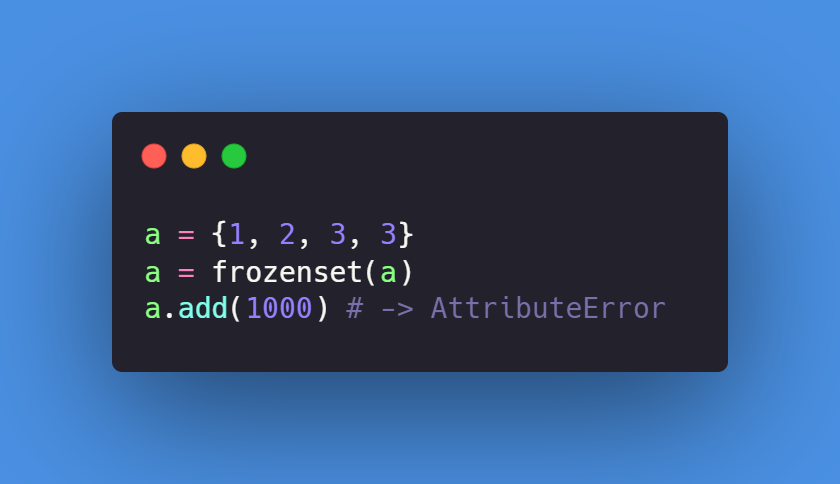 a = {1, 2, 3, 3}
a = frozenset(a)
a.add(1000) # -> AttributeError